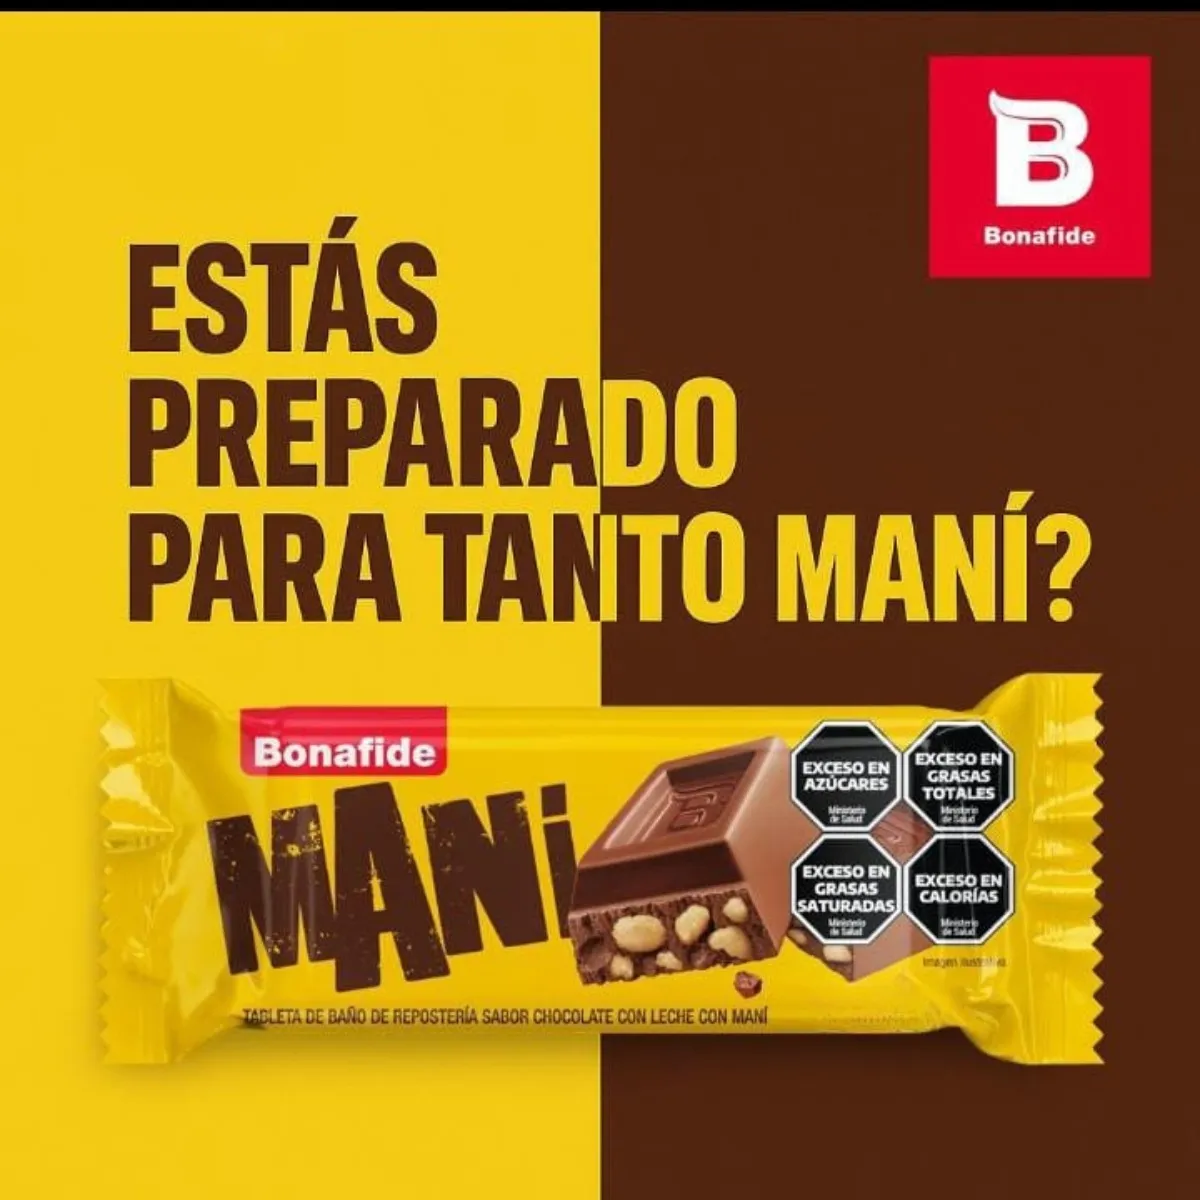 B
Bonafide
ESTÁS
PREPARADO
PARA TANTO MANÍ?
Bonafide
MANÍ
EXCESO EN
AZÚCARES
Ministerio
de Salud
EXCESO EN
GRASAS
TOTALES
Ministerio
de Salud
EXCESO EN
GRASAS
SATURADAS
Ministerio
de Salud
EXCESO EN
CALORÍAS
Ministerio
de Salud
Imagen ilustrativa
TABLETA DE BAÑO DE REPOSTERÍA SABOR CHOCOLATE CON LECHE CON MANÍ